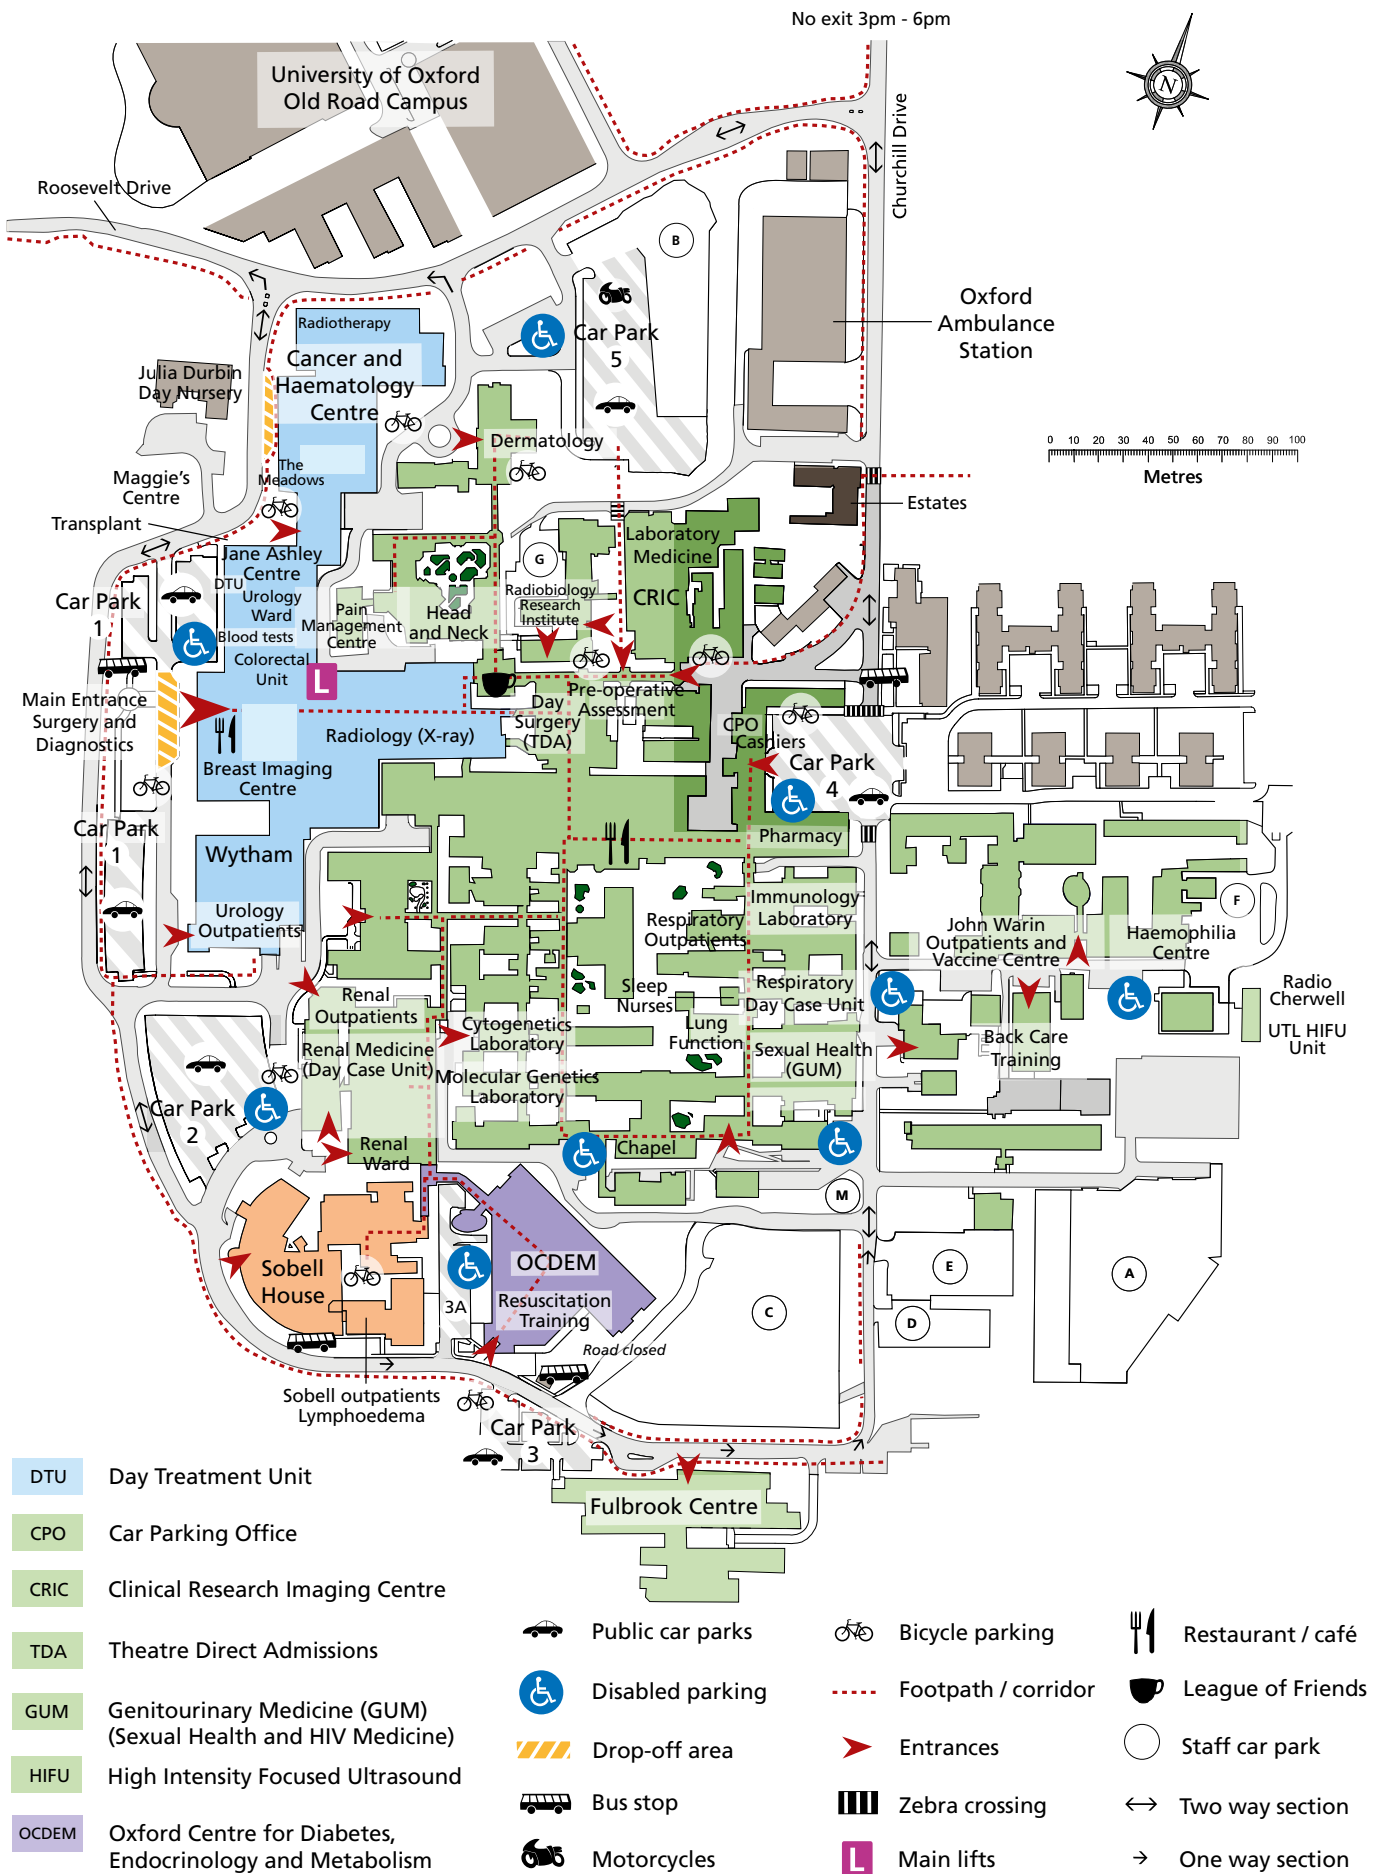 No exit 3pm - 6pm
University of Oxford
Old Road Campus
N
Churchill Drive
Roosevelt Drive
B
Oxford
Ambulance
Station
Radiotherapy
Car Park
5
Cancer and
Haematology
Centre
Julia Durbin
Day Nursery
Dermatology
0 10 20 30 40 50 60 70 80 90 100
Metres
The
Meadows
Maggie's
Centre
Estates
Transplant
Laboratory
Medicine
Jane Ashley
Centre
G
DTU
Urology
Ward
Radiobiology
Research
Institute
CRIC
Car Park
1
Pain
Management
Centre
Head
and Neck
Blood tests
Colorectal
Unit
L
Main Entrance
Surgery and
Diagnostics
Pre-operative
Assessment
Day
Surgery
(TDA)
CPO
Cashiers
Radiology (X-ray)
Car Park
4
Breast Imaging
Centre
Car Park
1
Pharmacy
Wytham
Immunology
Laboratory
F
Urology
Outpatients
Respiratory
Outpatients
John Warin
Outpatients and
Vaccine Centre
Haemophilia
Centre
Radio
Cherwell
UTL HIFU
Unit
Renal
Outpatients
Sleep
Nurses
Respiratory
Day Case Unit
Cytogenetics
Laboratory
Lung
Function
Back Care
Training
Renal Medicine
(Day Case Unit)
Sexual Health
(GUM)
Molecular Genetics
Laboratory
Car Park
2
Renal
Ward
Chapel
M
Sobell
House
OCDEM
E
A
3A
Resuscitation
Training
C
D
Road closed
Sobell outpatients
Lymphoedema
Car Park
3
Fulbrook Centre
DTU Day Treatment Unit
CPO Car Parking Office
CRIC Clinical Research Imaging Centre
TDA Theatre Direct Admissions
GUM Genitourinary Medicine (GUM)
(Sexual Health and HIV Medicine)
HIFU High Intensity Focused Ultrasound
OCDEM Oxford Centre for Diabetes,
Endocrinology and Metabolism
Public car parks
Disabled parking
Drop-off area
Bus stop
Motorcycles
Bicycle parking
Footpath / corridor
Entrances
Zebra crossing
L Main lifts
Restaurant / café
League of Friends
Staff car park
Two way section
One way section